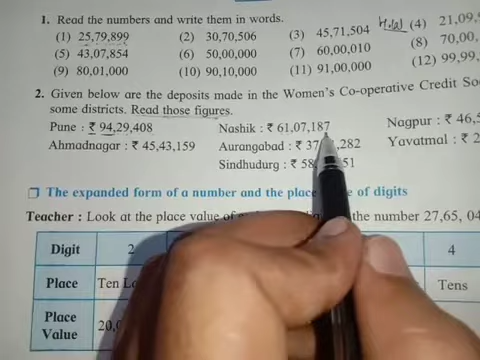 1. Read the numbers and write them in words.
(1) 25,79,899 (2) 30,70,506 (3) 45,71,504 (4) 21,09,
(5) 43,07,854 (6) 50,00,000 (7) 60,00,010 (8) 70,00,
(9) 80,01,000 (10) 90,10,000 (11) 91,00,000 (12) 99,99,
2. Given below are the deposits made in the Women's Co-operative Credit
some districts. Read those figures.
Pune : ₹ 94,29,408 Nashik : ₹ 61,07,187 Nagpur : ₹ 46,5
Ahmadnagar : ₹ 45,43,159 Aurangabad : ₹ 37 ,282 Yavatmal : ₹ 2
Sindhudurg : ₹ 58, 51
❑ The expanded form of a number and the place of digits
Teacher : Look at the place value of the number 27,65, 04
Digit 2 4
Place Ten Tens
Place
Value 20,0